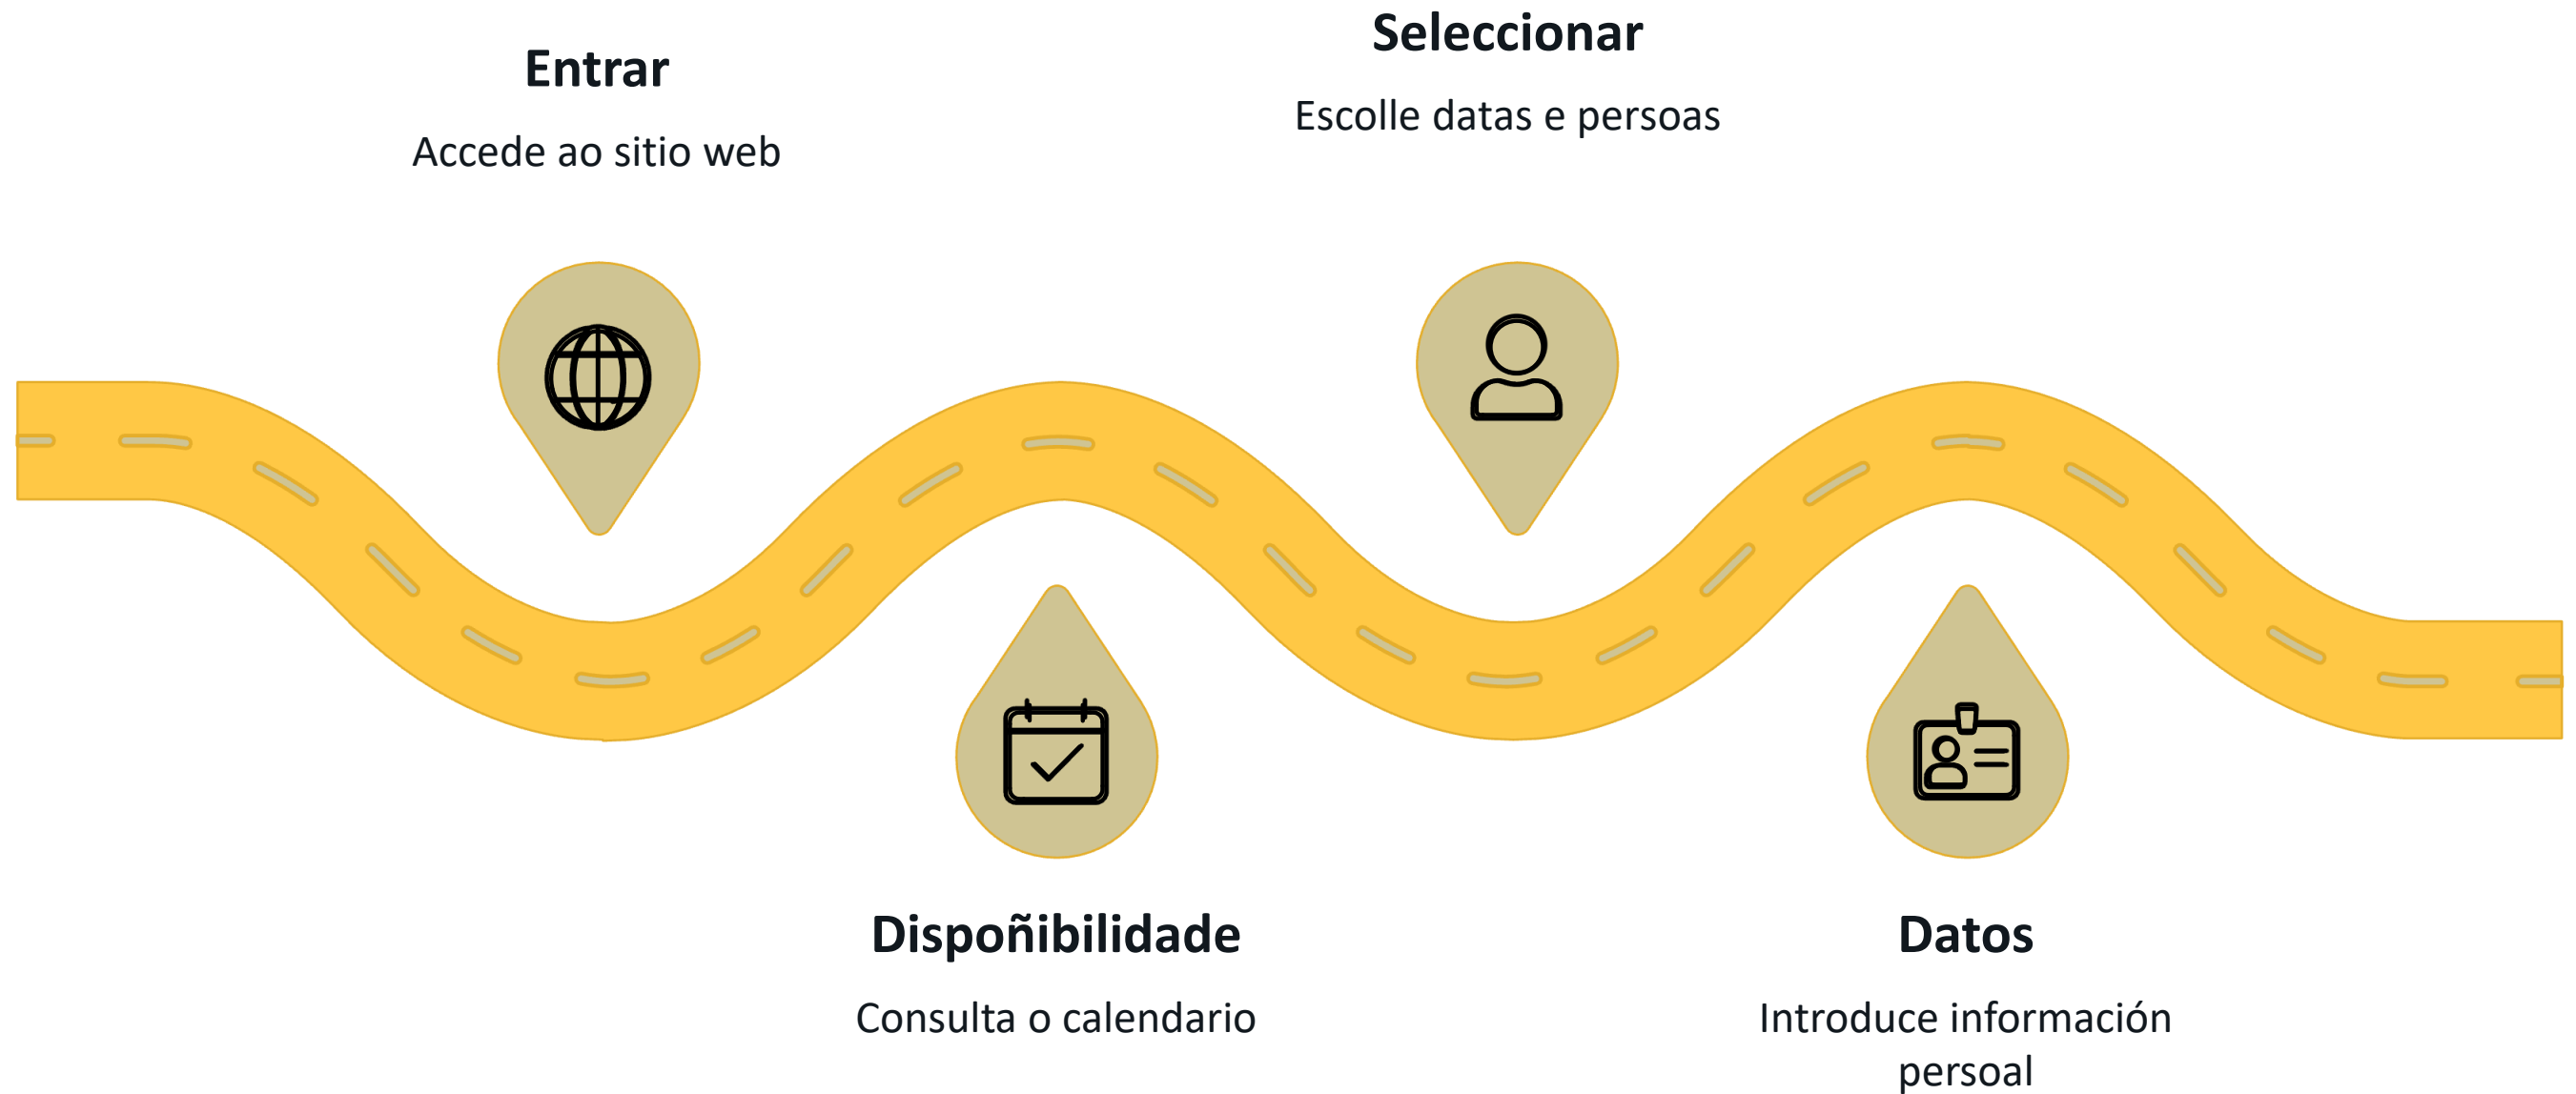 Entrar
Accede ao sitio web
Dispoñibilidade
Consulta o calendario
Seleccionar
Escolle datas e persoas
Datos
Introduce información
persoal